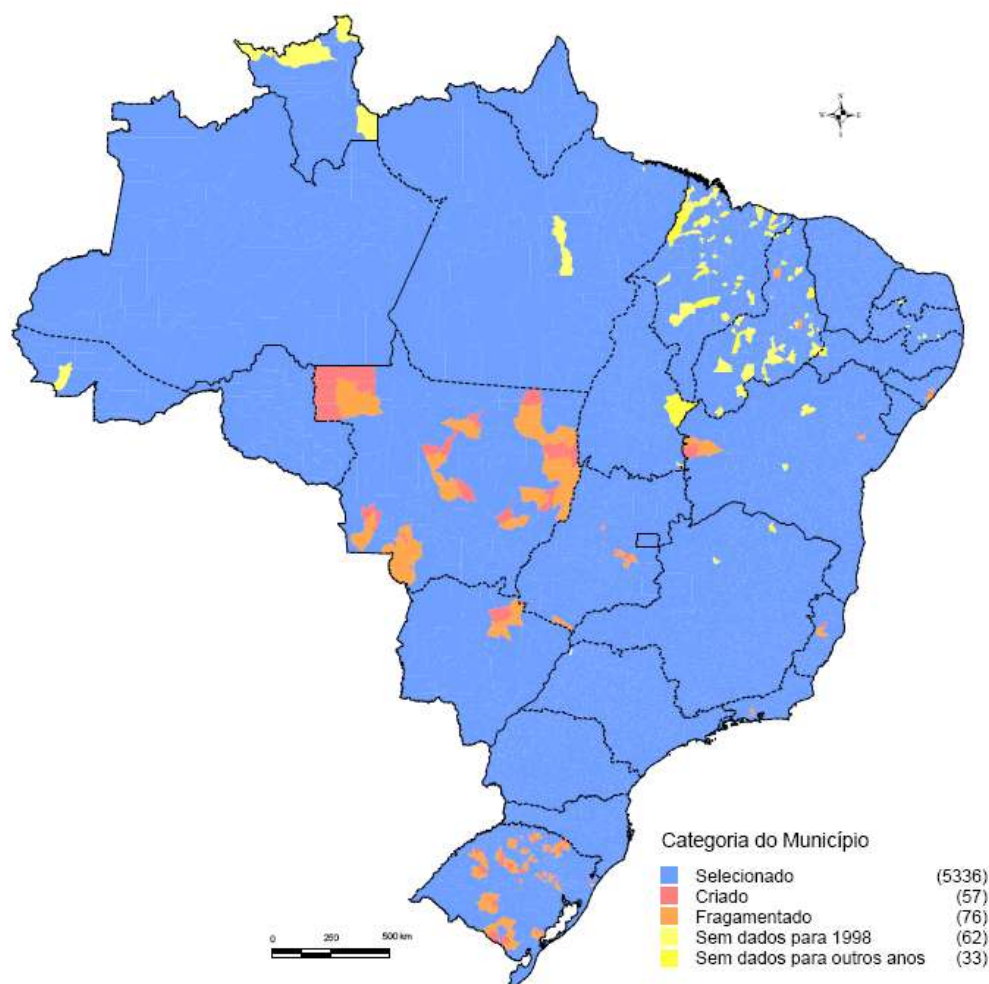 N
W E
S
Categoria do Município
Selecionado (5336)
Criado (57)
Fragamentado (76)
Sem dados para 1998 (62)
Sem dados para outros anos (33)
0 250 500 km